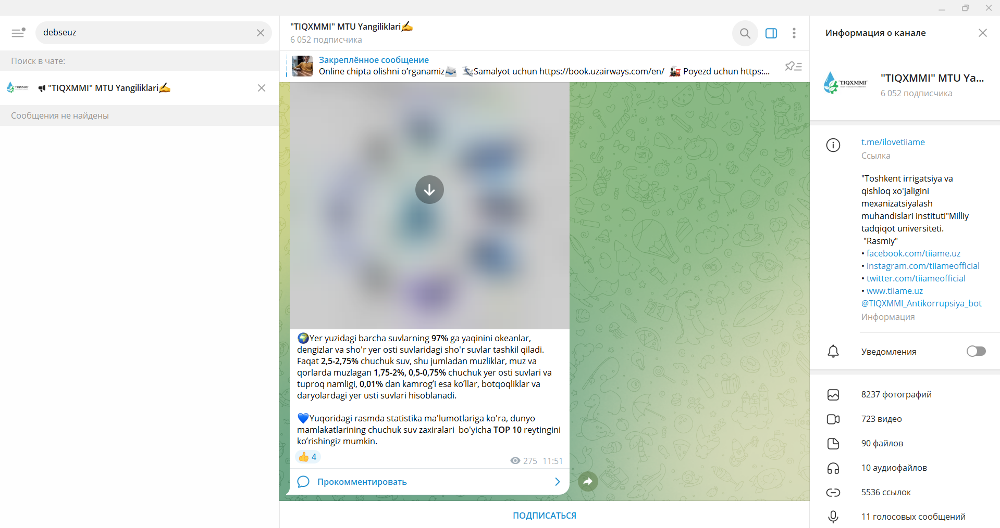 debseuz
Поиск в чате:
"TIQXMMI" MTU Yangiliklari✍
Сообщения не найдены
"TIQXMMI" MTU Yangiliklari✍
6 052 подписчика
Закреплённое сообщение
Online chipta olishni o’rganamiz📨 🛩Samalyot uchun https://book.uzairways.com/en/ 🚂 Poyezd uchun https:...
🌍Yer yuzidagi barcha suvlarning 97% ga yaqinini okeanlar,
dengizlar va sho'r yer osti suvlaridagi sho'r suvlar tashkil qiladi.
Faqat 2,5-2,75% chuchuk suv, shu jumladan muzliklar, muz va
qorlarda muzlagan 1,75-2%, 0,5-0,75% chuchuk yer osti suvlari va
tuproq namligi, 0,01% dan kamrogʻi esa koʻllar, botqoqliklar va
daryolardagi yer usti suvlari hisoblanadi.
💙Yuqoridagi rasmda statistika ma'lumotlariga ko'ra, dunyo
mamlakatlarining chuchuk suv zaxiralari  bo'yicha TOP 10 reytingini
koʻrishingiz mumkin.
👍 4
275 11:51
Прокомментировать
ПОДПИСАТЬСЯ
Информация о канале
TIQXMMI
"TIQXMMI" MTU Ya...
6 052 подписчика
t.me/ilovetiiame
Ссылка
"Toshkent irrigatsiya va
qishloq xo'jaligini
mexanizatsiyalash
muhandislari instituti"Milliy
tadqiqot universiteti.
"Rasmiy"
• facebook.com/tiiame.uz
• instagram.com/tiiameofficial
• twitter.com/tiiameofficial
• www.tiiame.uz
@TIQXMMI_Antikorrupsiya_bot
Информация
Уведомления
8237 фотографий
723 видео
90 файлов
10 аудиофайлов
5536 ссылок
11 голосовых сообщений